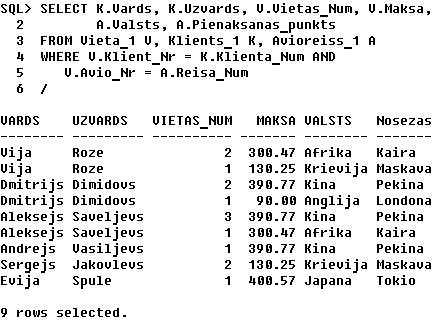 SQL> SELECT K.Vards, K.Uzvards, V.Vietas_Num, V.Maksa,
  2         A.Valsts, A.Pienaksanas_punkts
  3  FROM Vieta_1 V, Klients_1 K, Avioreiss_1 A
  4  WHERE V.Klient_Nr = K.Klienta_Num AND
  5     V.Avio_Nr = A.Reisa_Num
  6  /
VARDS    UZVARDS   VIETAS_NUM     MAKSA VALSTS   Nosezas
-------- --------- ---------- --------- -------- -------
Vija     Roze               2    300.47 Afrika   Kaira
Vija     Roze               1    130.25 Krievija Maskava
Dmitrijs Dimidovs           2    390.77 Kina     Pekina
Dmitrijs Dimidovs           1     90.00 Anglija  Londona
Aleksejs Saveljevs          3    390.77 Kina     Pekina
Aleksejs Saveljevs          1    300.47 Afrika   Kaira
Andrejs  Vasiljevs          1    390.77 Kina     Pekina
Sergejs  Jakovlevs          2    130.25 Krievija Maskava
Evija    Spule              1    400.57 Japana   Tokio
9 rows selected.